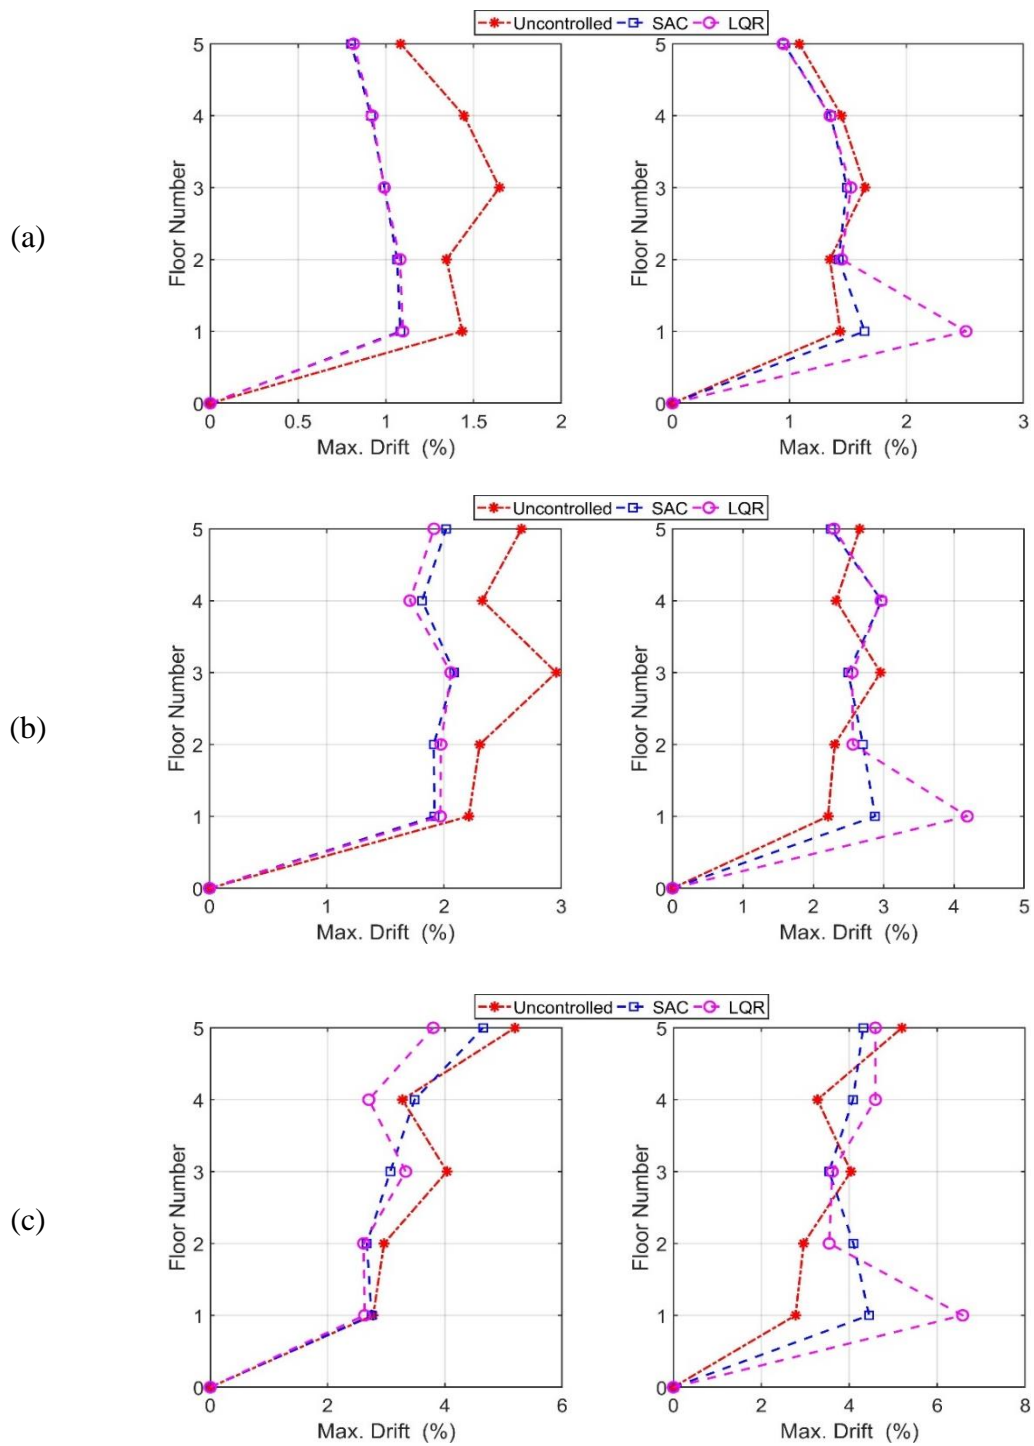 Uncontrolled SAC LQR
(a)
Floor Number
5
4
3
2
1
0
0 0.5 1 1.5 2
Max. Drift (%)
Floor Number
5
4
3
2
1
0
0 1 2 3
Max. Drift (%)
Uncontrolled SAC LQR
(b)
Floor Number
5
4
3
2
1
0
0 1 2 3
Max. Drift (%)
Floor Number
5
4
3
2
1
0
0 1 2 3 4 5
Max. Drift (%)
Uncontrolled SAC LQR
(c)
Floor Number
5
4
3
2
1
0
0 2 4 6
Max. Drift (%)
Floor Number
5
4
3
2
1
0
0 2 4 6 8
Max. Drift (%)